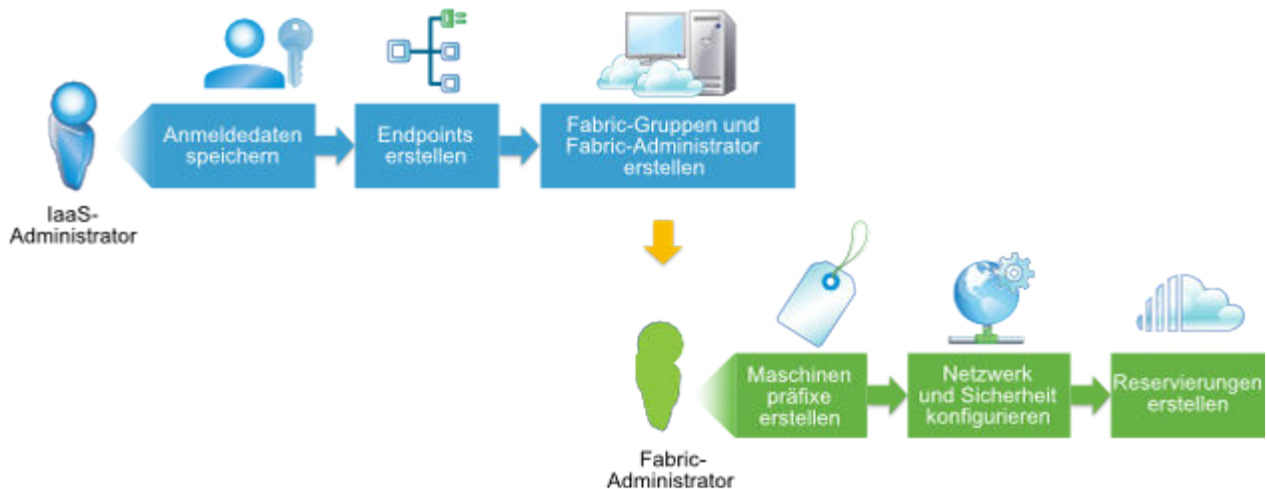 Anmeldedaten
speichern
Endpoints
erstellen
Fabric-Gruppen und
Fabric-Administrator
erstellen
IaaS-
Administrator
Maschinen
präfixe
erstellen
Netzwerk
und Sicherheit
konfigurieren
Reservierungen
erstellen
Fabric-
Administrator